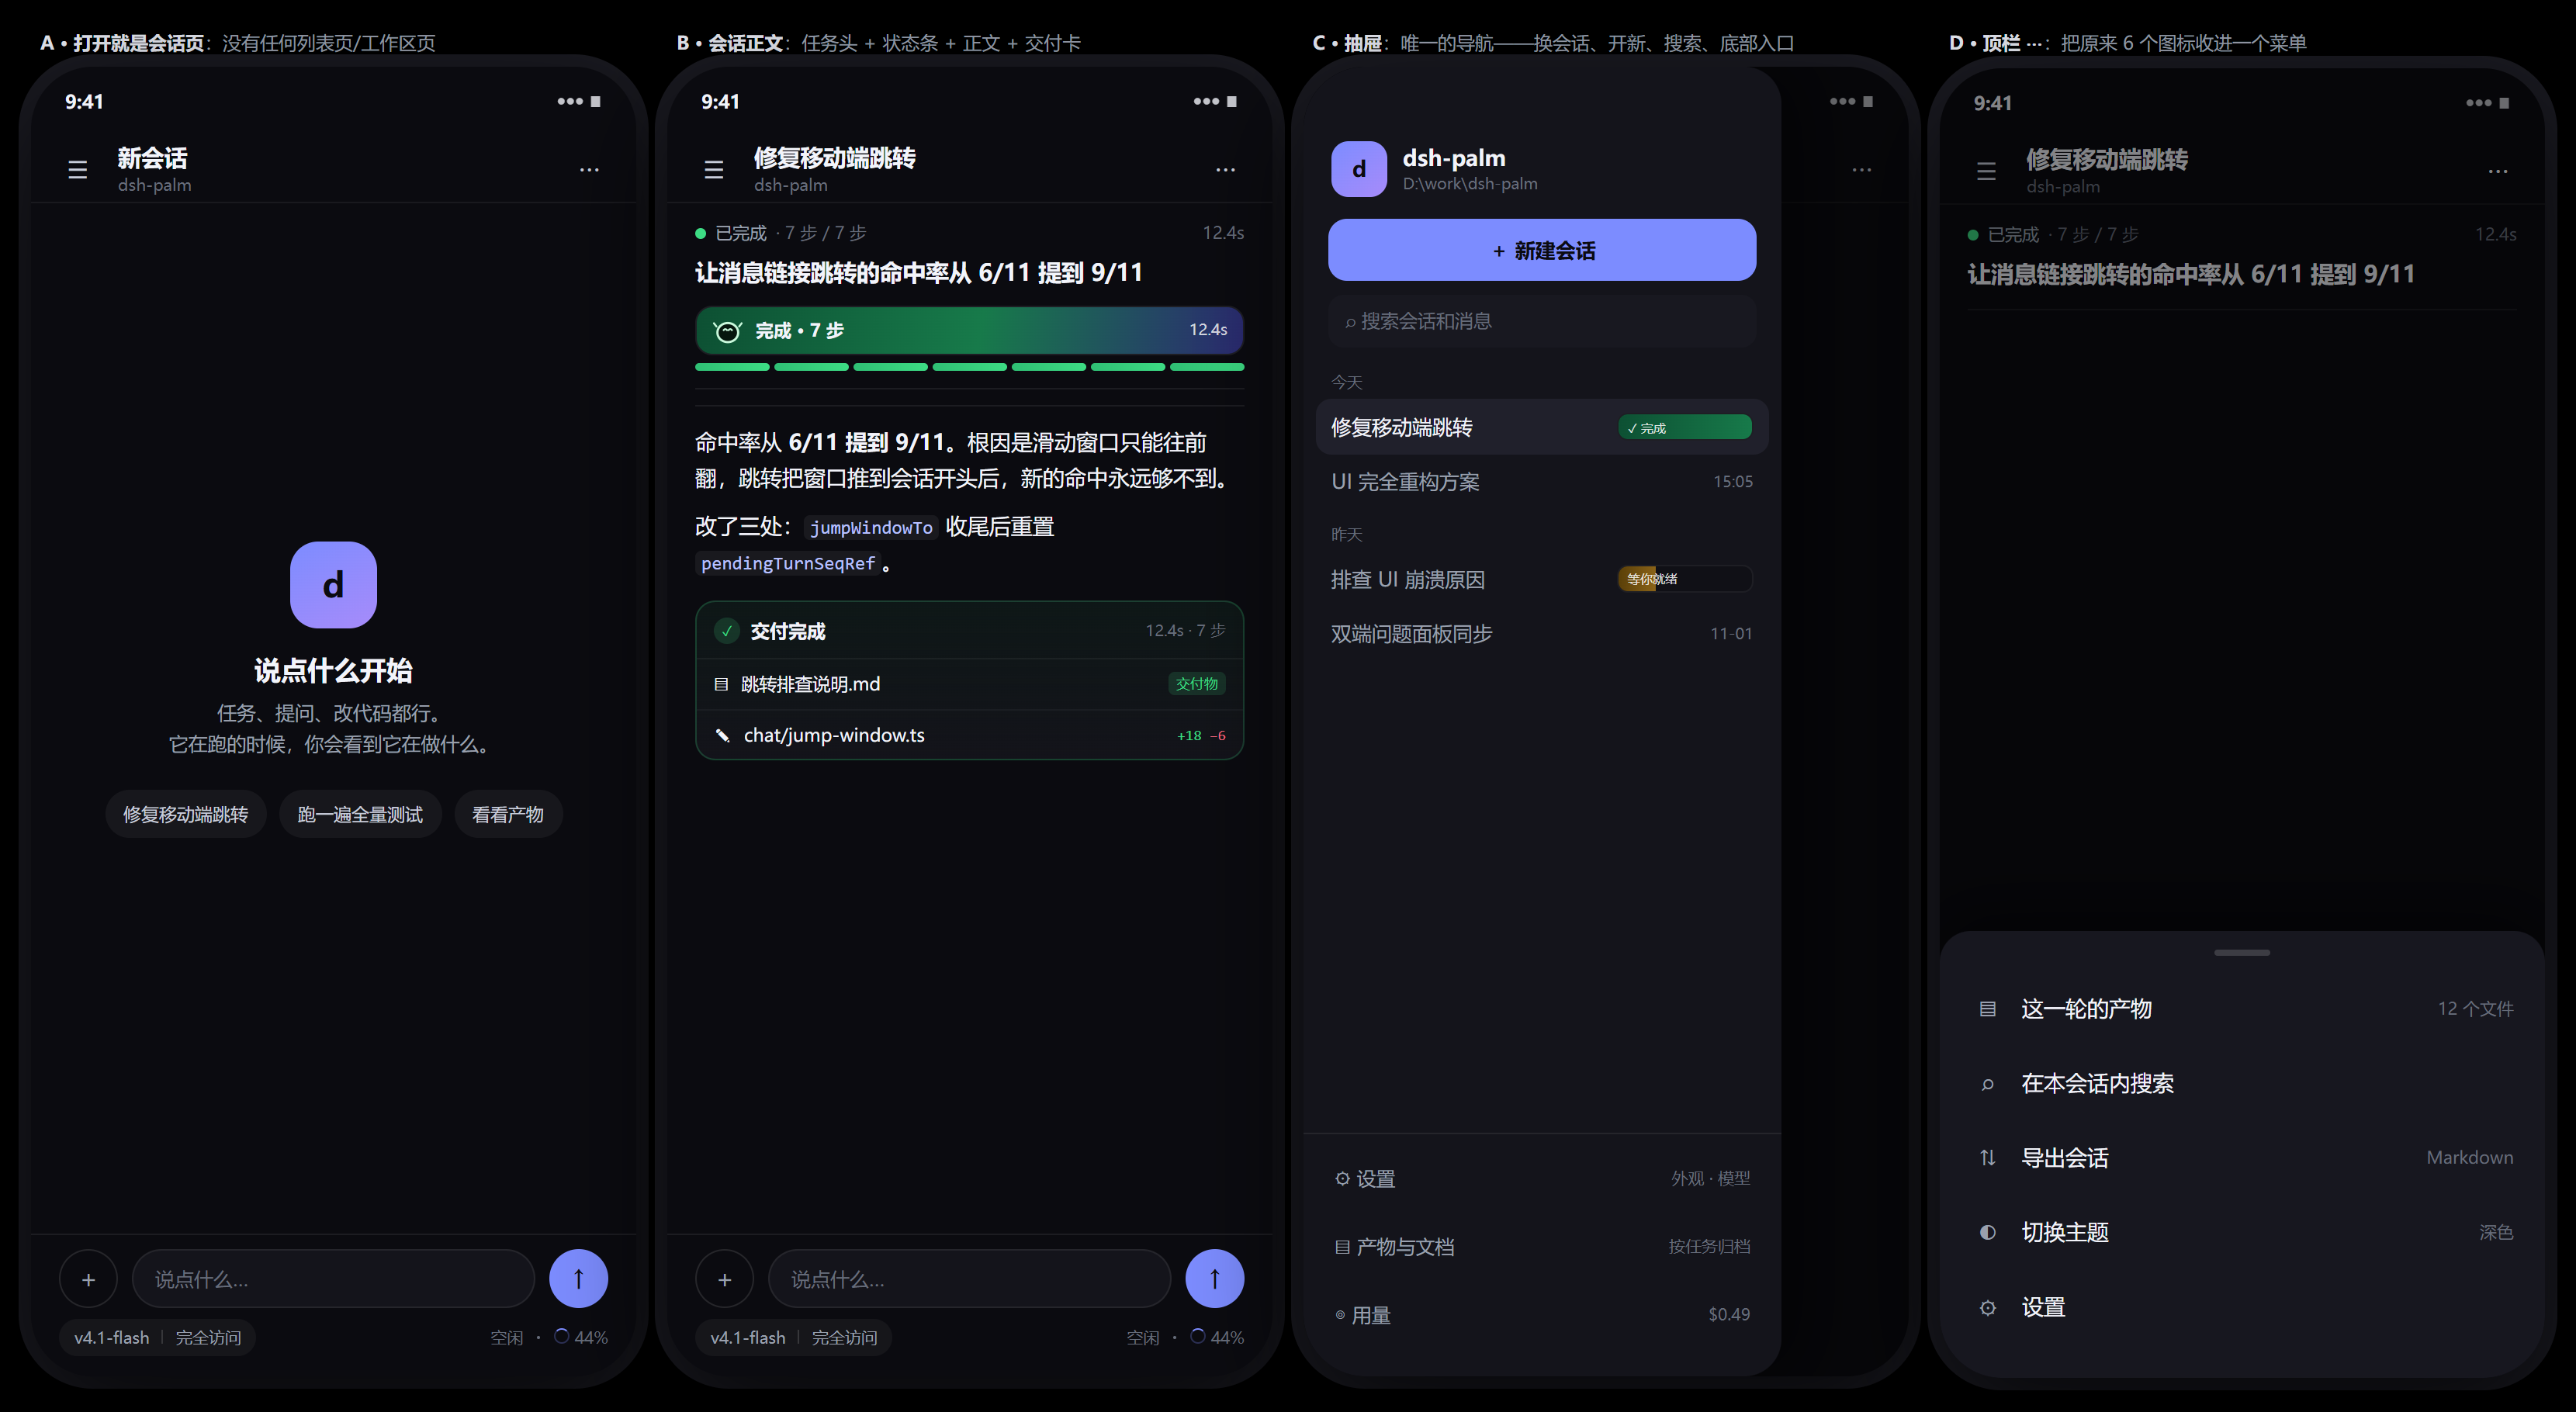 A • 打开就是会话页：没有任何列表页/工作区页
9:41
新会话
dsh-palm
d
说点什么开始
任务、提问、改代码都行。
它在跑的时候，你会看到它在做什么。
修复移动端跳转
跑一遍全量测试
看看产物
+
说点什么…
↑
v4.1-flash | 完全访问
空闲 · 44%
B • 会话正文：任务头 + 状态条 + 正文 + 交付卡
9:41
修复移动端跳转
dsh-palm
已完成 · 7 步 / 7 步
12.4s
让消息链接跳转的命中率从 6/11 提到 9/11
完成 • 7 步
12.4s
命中率从 6/11 提到 9/11。根因是滑动窗口只能往前
翻，跳转把窗口推到会话开头后，新的命中永远够不到。
改了三处：jumpWindowTo 收尾后重置
pendingTurnSeqRef。
✓ 交付完成
12.4s · 7 步
跳转排查说明.md
交付物
chat/jump-window.ts
+18 −6
+
说点什么…
↑
v4.1-flash | 完全访问
空闲 · 44%
C • 抽屉：唯一的导航——换会话、开新、搜索、底部入口
d
dsh-palm
D:\work\dsh-palm
+ 新建会话
搜索会话和消息
今天
修复移动端跳转
✓ 完成
UI 完全重构方案
15:05
昨天
排查 UI 崩溃原因
等你就绪
双端问题面板同步
11-01
设置
外观 · 模型
产物与文档
按任务归档
用量
$0.49
D • 顶栏 ···：把原来 6 个图标收进一个菜单
9:41
修复移动端跳转
dsh-palm
已完成 · 7 步 / 7 步
12.4s
让消息链接跳转的命中率从 6/11 提到 9/11
这一轮的产物
12 个文件
在本会话内搜索
导出会话
Markdown
切换主题
深色
设置